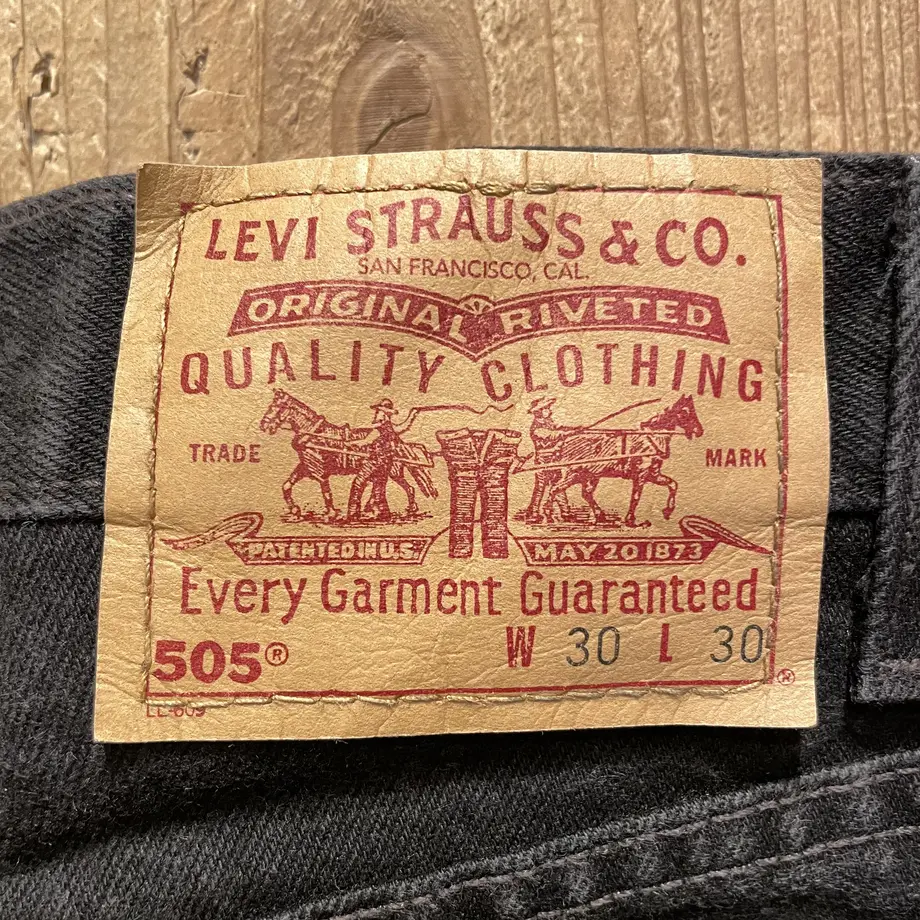 LEVI STRAUSS & CO.
SAN FRANCISCO, CAL.
ORIGINAL RIVETED
QUALITY CLOTHING
TRADE MARK
PATENTED IN U.S. MAY 20 1873
Every Garment Guaranteed
505® W 30 L 30
®